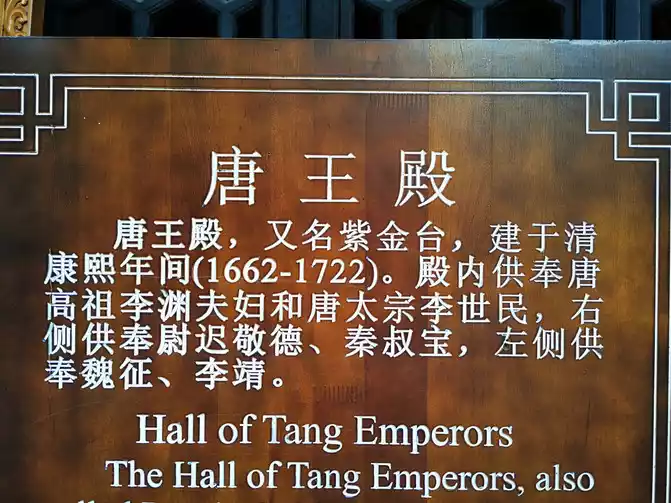 唐王殿
唐王殿，又名紫金台，建于清
康熙年间(1662-1722)。殿内供奉唐
高祖李渊夫妇和唐太宗李世民，右
侧供奉尉迟敬德、秦叔宝，左侧供
奉魏征、李靖。
Hall of Tang Emperors
The Hall of Tang Emperors, also